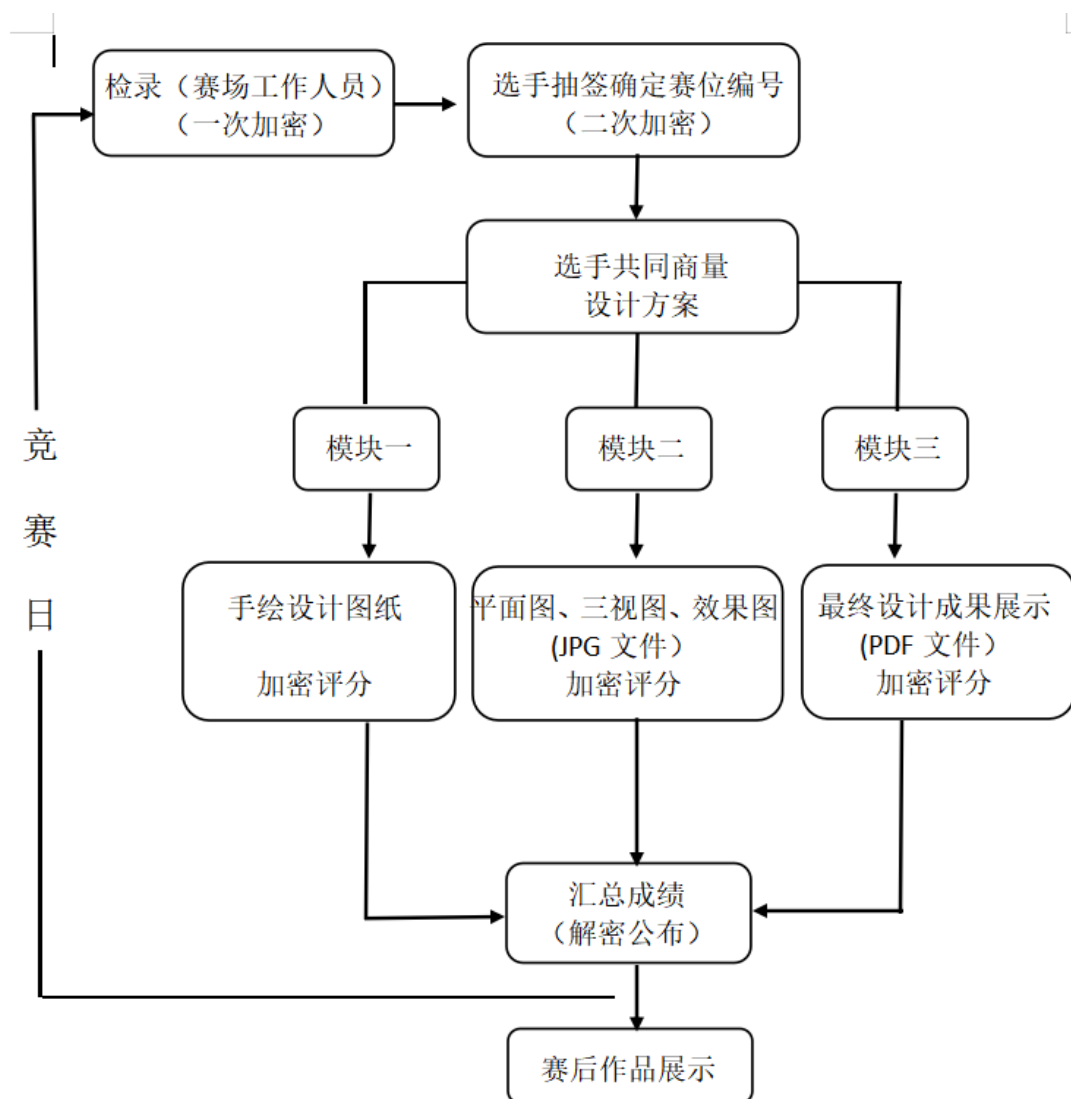 检录（赛场工作人员）
（一次加密）
选手抽签确定赛位编号
（二次加密）
选手共同商量
设计方案
竞
赛
日
模块一
模块二
模块三
手绘设计图纸
加密评分
平面图、三视图、效果图
(JPG 文件）
加密评分
最终设计成果展示
(PDF 文件）
加密评分
汇总成绩
（解密公布）
赛后作品展示